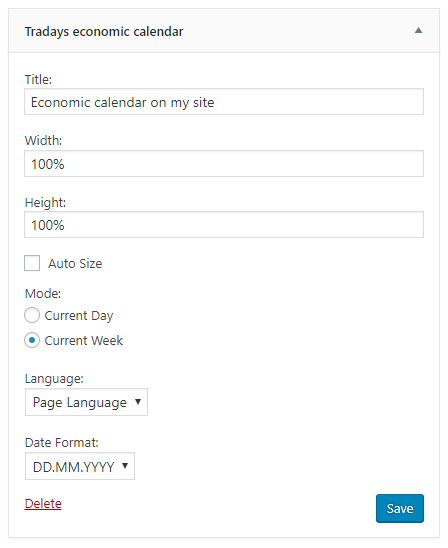 Tradays economic calendar
Title:
Economic calendar on my site
Width:
100%
Height:
100%
Auto Size
Mode:
Current Day
Current Week
Language:
Page Language
Date Format:
DD.MM.YYYY
Delete Save